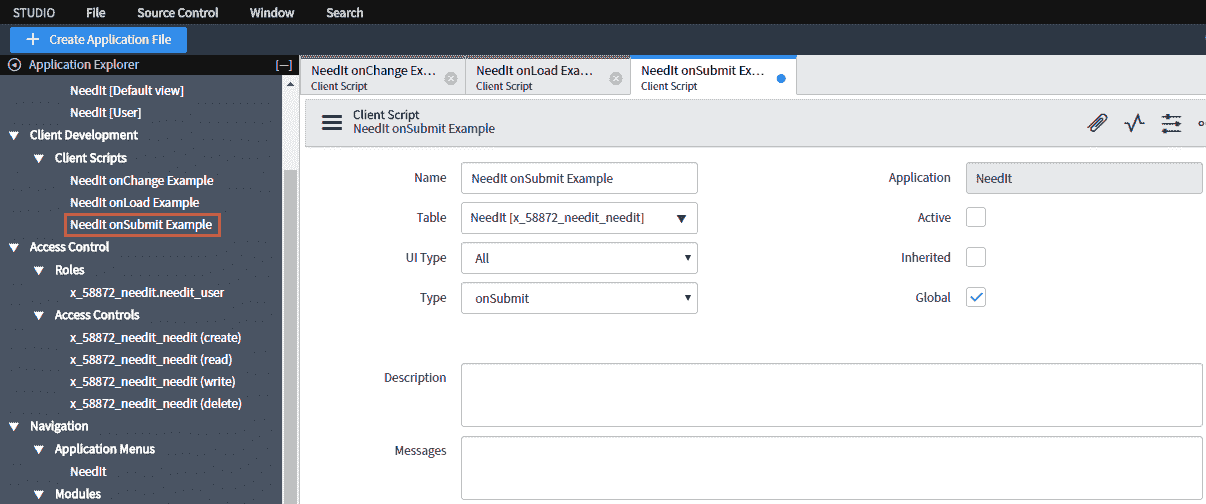 STUDIO File Source Control Window Search
+ Create Application File
Application Explorer [—]
NeedIt [Default view]
NeedIt [User]
Client Development
Client Scripts
NeedIt onChange Example
NeedIt onLoad Example
NeedIt onSubmit Example
Access Control
Roles
x_58872_needit.needit_user
Access Controls
x_58872_needit_needit (create)
x_58872_needit_needit (read)
x_58872_needit_needit (write)
x_58872_needit_needit (delete)
Navigation
Application Menus
NeedIt
Modules
NeedIt onChange Ex...
Client Script
NeedIt onLoad Exa...
Client Script
NeedIt onSubmit Ex...
Client Script
Client Script
NeedIt onSubmit Example
Name NeedIt onSubmit Example
Table NeedIt [x_58872_needit_needit]
UI Type All
Type onSubmit
Application NeedIt
Active
Inherited
Global
Description
Messages